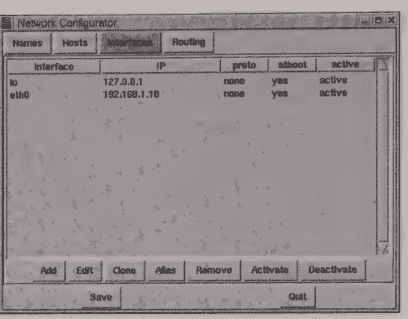 Network Configurator
Names Hosts Interfaces Routing
Interface IP proto atboot active
lo 127.0.0.1 none yes active
eth0 192.168.1.10 none yes active
Add Edit Clone Alias Remove Activate Deactivate
Save Quit